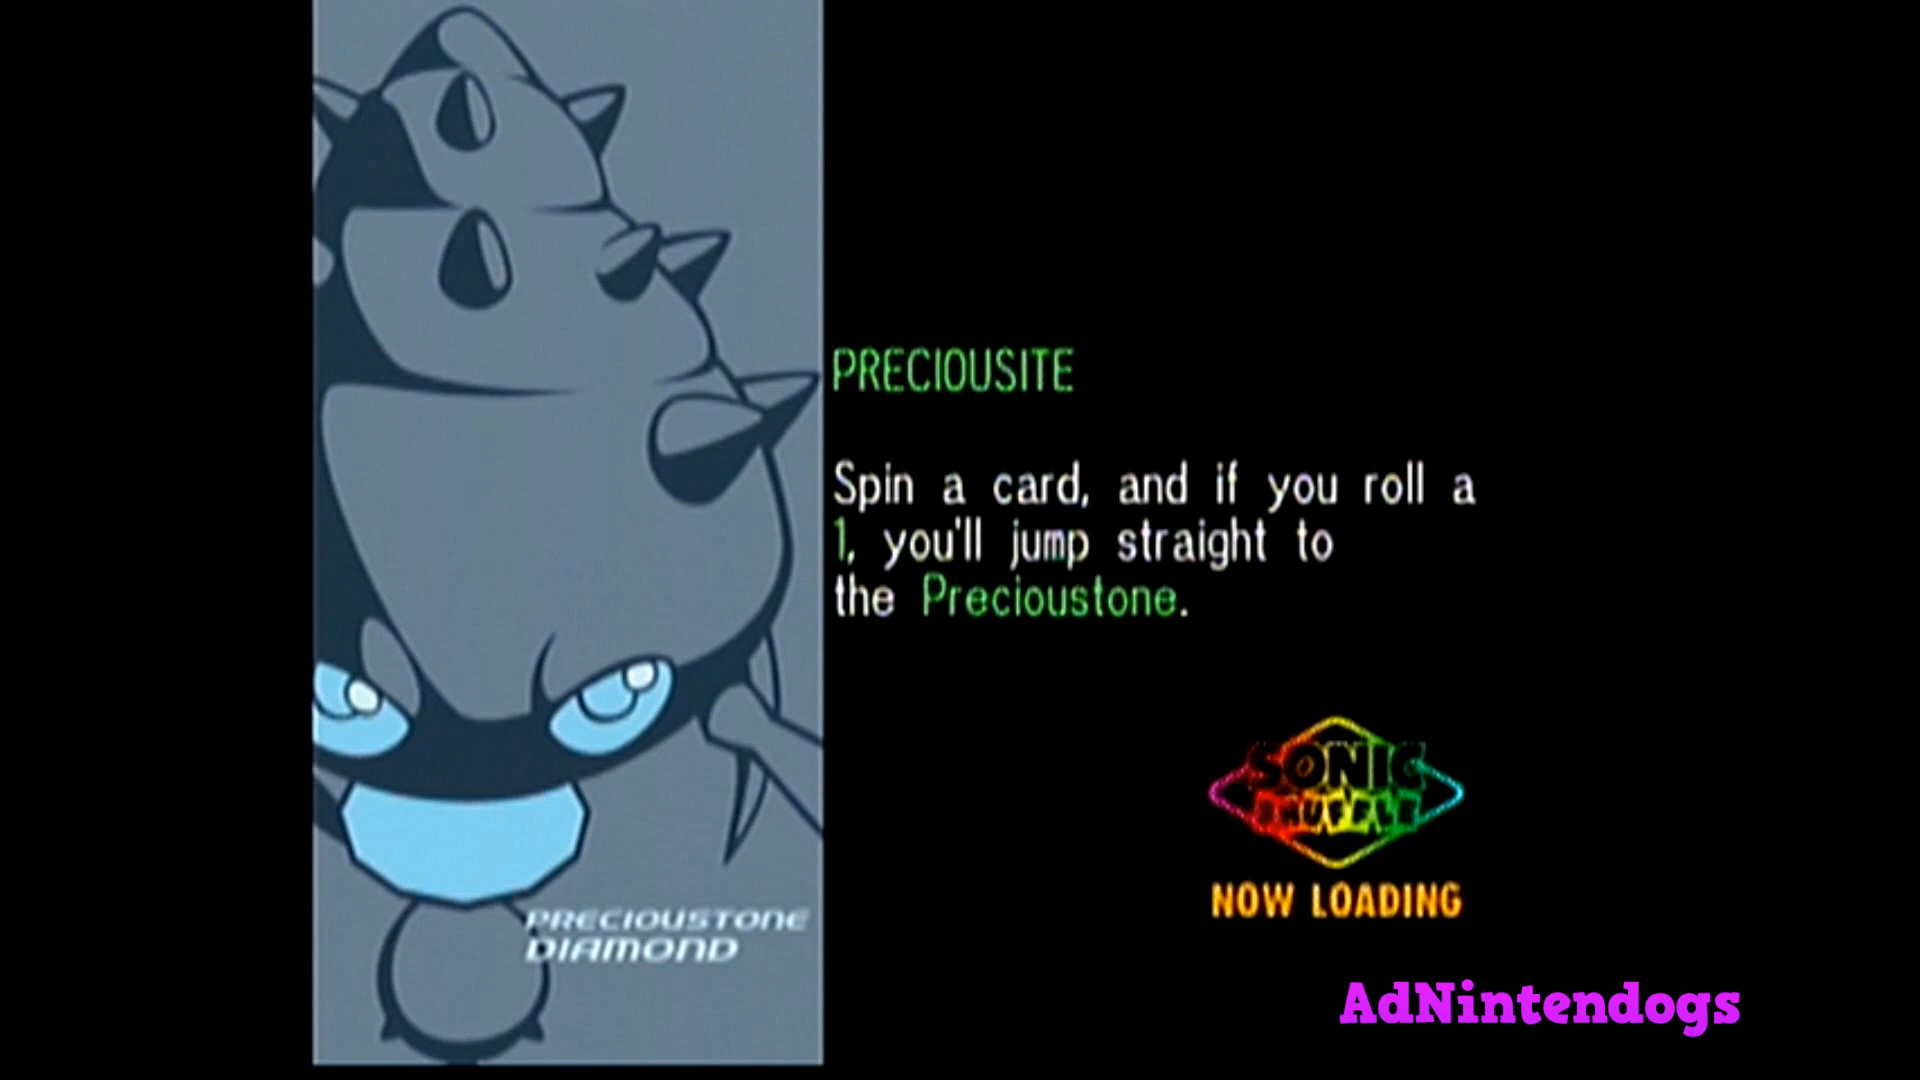 PRECIOUSITE
Spin a card, and if you roll a
1, you'll jump straight to
the Precioustone.
PRECIOUSTONE
DIAMOND
SONIC
SHUFFLE
NOW LOADING
AdNintendogs